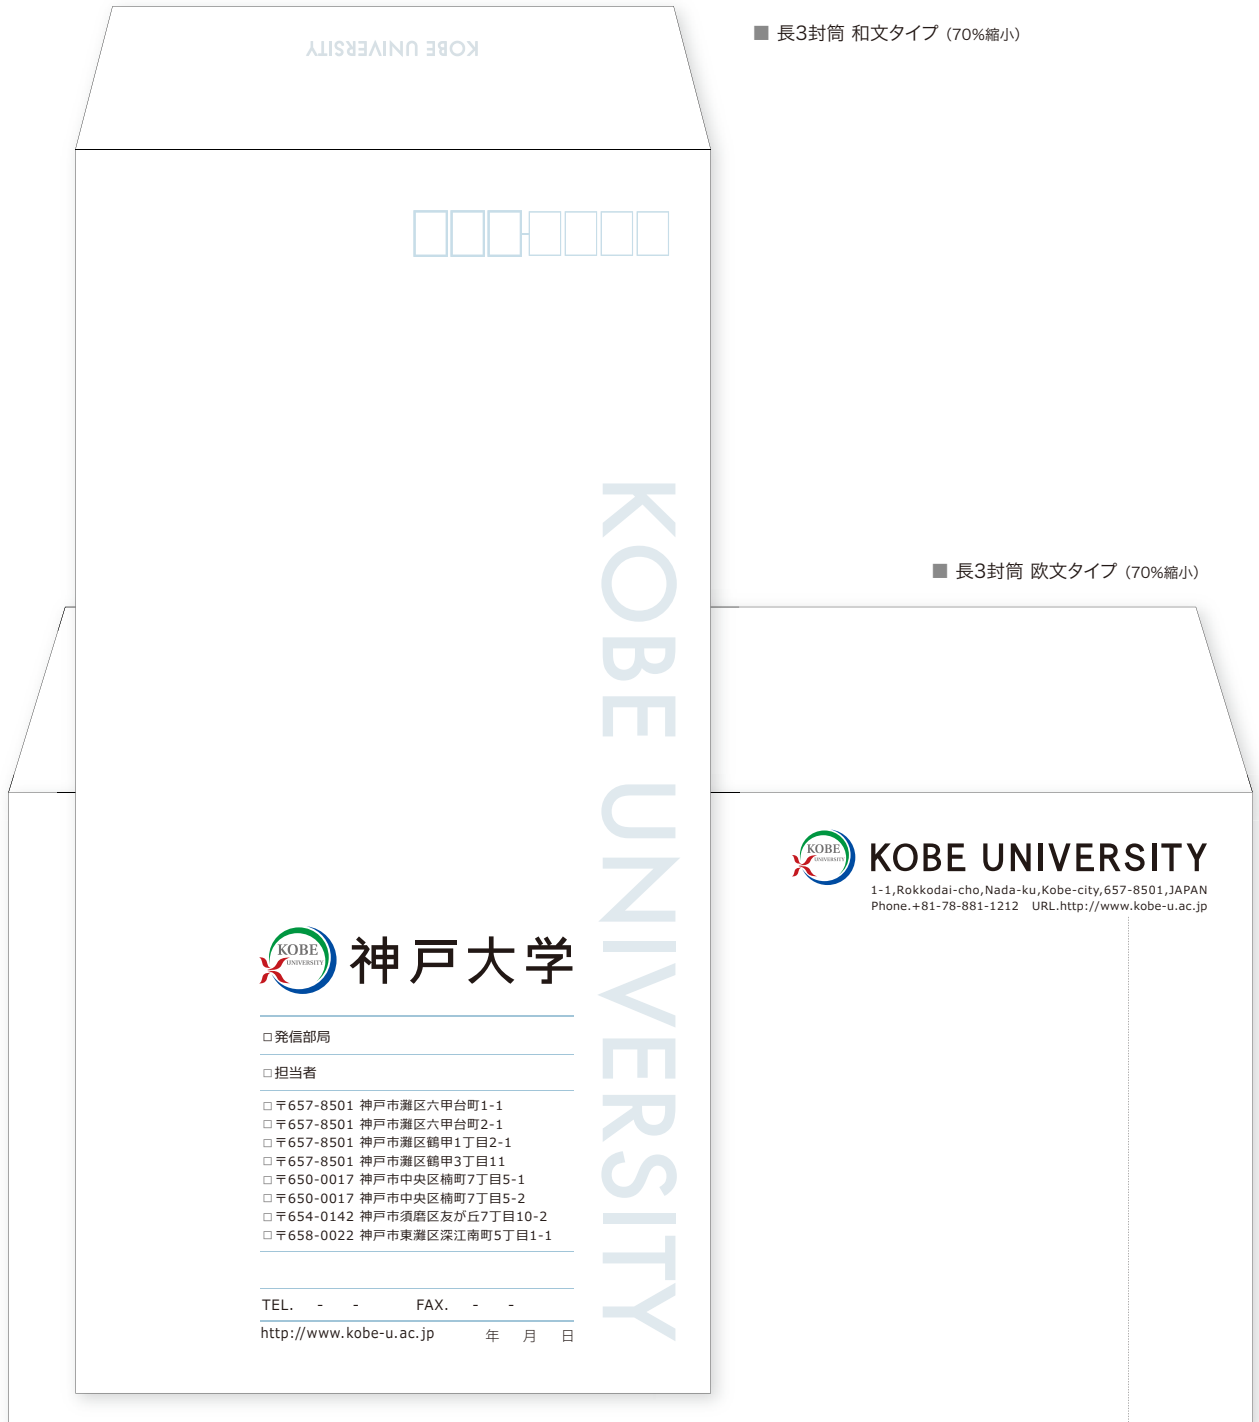 ■ 長3封筒 和文タイプ（70%縮小）
KOBE UNIVERSITY
KOBE UNIVERSITY
■ 長3封筒 欧文タイプ（70%縮小）
KOBE
UNIVERSITY
KOBE UNIVERSITY
1-1,Rokkodai-cho,Nada-ku,Kobe-city,657-8501,JAPAN
Phone.+81-78-881-1212 URL.http://www.kobe-u.ac.jp
KOBE
UNIVERSITY
神戸大学
□発信部局
□担当者
□〒657-8501 神戸市灘区六甲台町1-1
□〒657-8501 神戸市灘区六甲台町2-1
□〒657-8501 神戸市灘区鶴甲1丁目2-1
□〒657-8501 神戸市灘区鶴甲3丁目11
□〒650-0017 神戸市中央区楠町7丁目5-1
□〒650-0017 神戸市中央区楠町7丁目5-2
□〒654-0142 神戸市須磨区友が丘7丁目10-2
□〒658-0022 神戸市東灘区深江南町5丁目1-1
TEL. - - FAX. - -
http://www.kobe-u.ac.jp 年 月 日